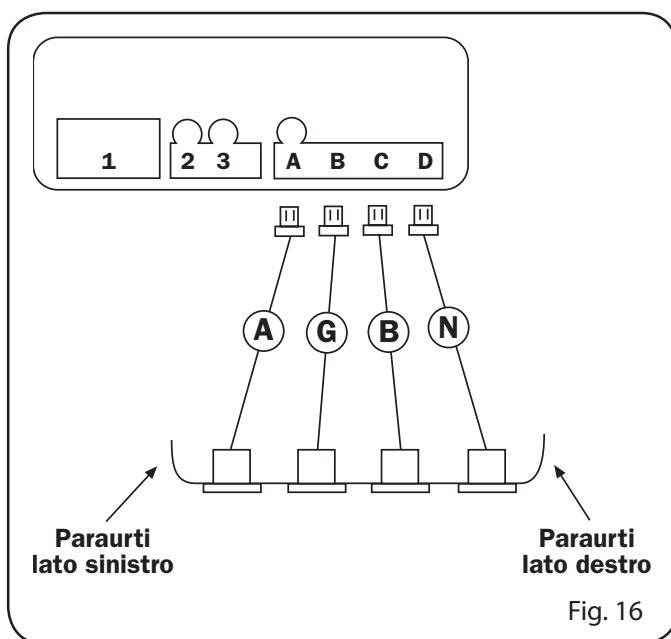 1 2 3 A B C D
A G B N
Paraurti
lato sinistro
Paraurti
lato destro
Fig. 16